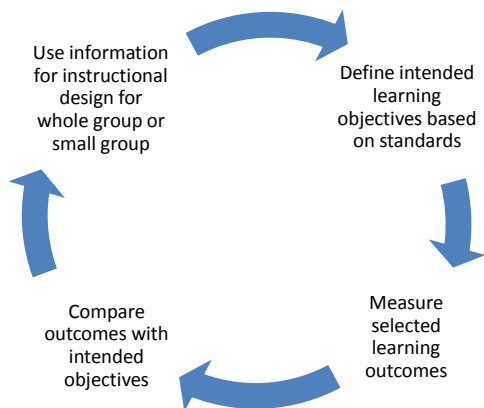 Use information
for instructional
design for
whole group or
small group
Define intended
learning
objectives based
on standards
Measure
selected
learning
outcomes
Compare
outcomes with
intended
objectives